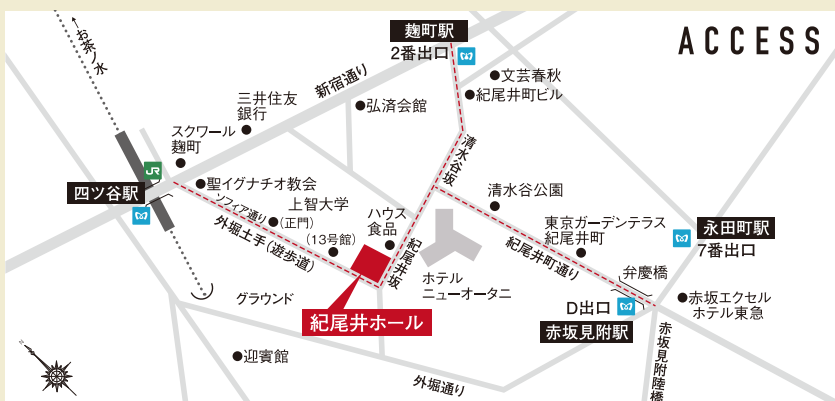 ACCESS
←お茶ノ水
麹町駅
2番出口
文芸春秋
紀尾井町ビル
新宿通り
三井住友
銀行
弘済会館
スクワール
麹町
JR
四ツ谷駅
聖イグナチオ教会
ソフィア通り
上智大学
(正門)
(13号館)
外堀土手(遊歩道)
ハウス
食品
清水谷坂
紀尾井坂
清水谷公園
東京ガーデンテラス
紀尾井町
紀尾井町通り
永田町駅
7番出口
弁慶橋
ホテル
ニューオータニ
グラウンド
紀尾井ホール
D出口
赤坂見附駅
赤坂エクセル
ホテル東急
赤坂見附陸橋
迎賓館
外堀通り
N